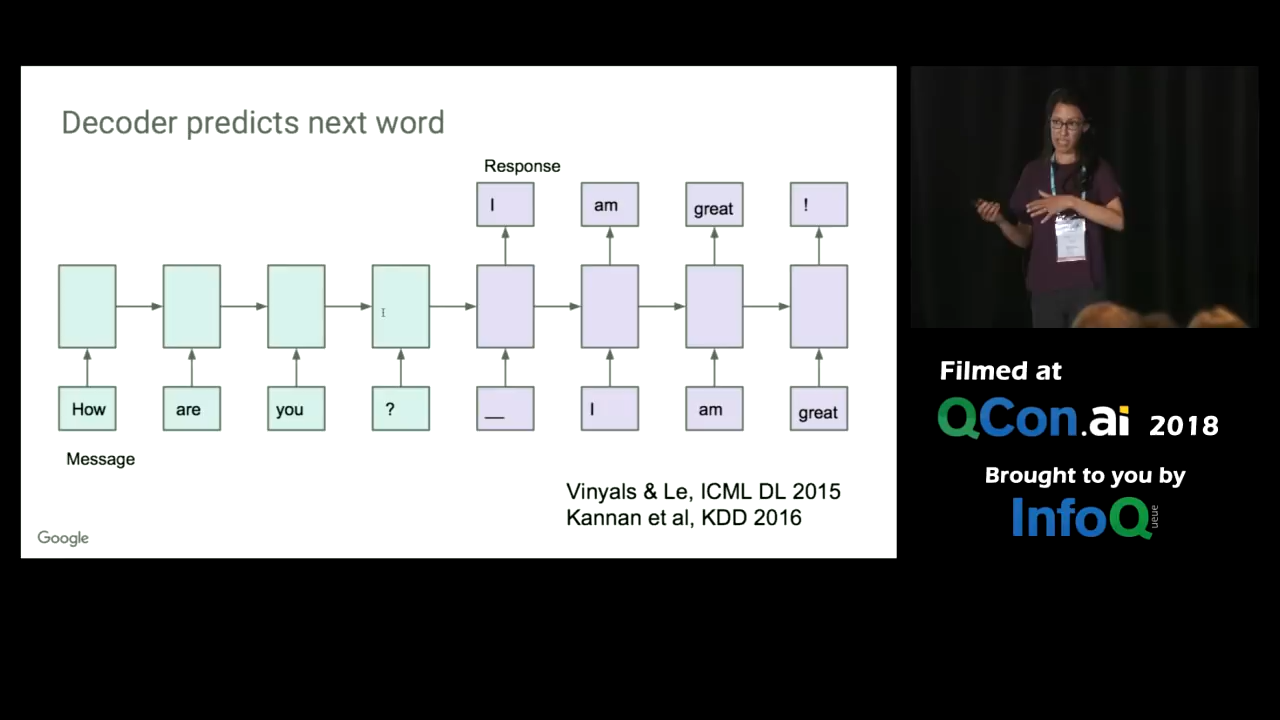 Decoder predicts next word
Response
I am great !
How are you ? __ I am great
Message
Vinyals & Le, ICML DL 2015
Kannan et al, KDD 2016
Google
Filmed at
QCon.ai 2018
Brought to you by
InfoQ
ueue